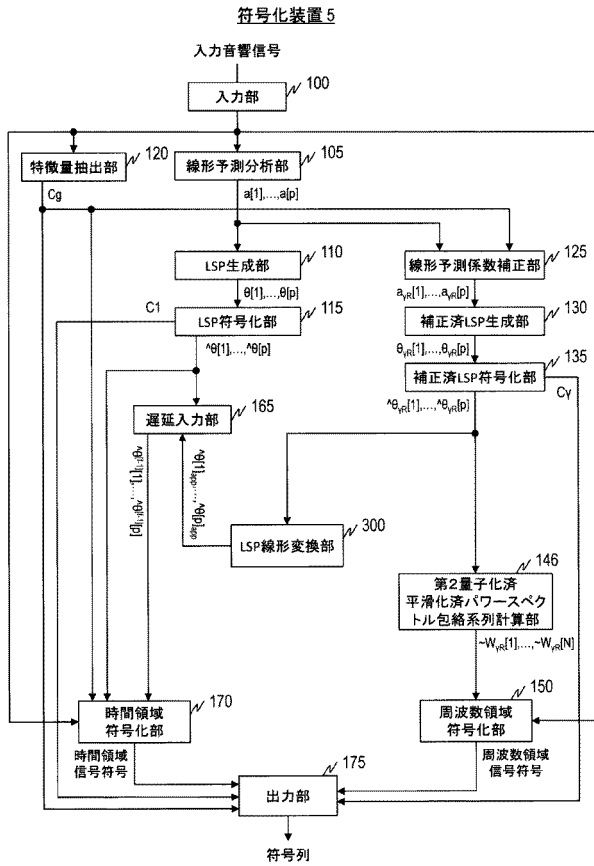 符号化装置 5
入力音響信号
100
入力部
120
特徴量抽出部
105
線形予測分析部
Cg
a[1],...,a[p]
110
LSP生成部
125
線形予測係数補正部
θ[1],...,θ[p]
aγR[1],...,aγR[p]
C1
115
LSP符号化部
130
補正済LSP生成部
^θ[1],...,^θ[p]
θγR[1],...,θγR[p]
135
補正済LSP符号化部
Cγ
165
遅延入力部
^θγR[1],...,^θγR[p]
^θ[i-1][1],...,^θ[i-1][p]
^θ[1]app,...,^θ[p]app
300
LSP線形変換部
146
第2量子化済
平滑化済パワースペク
トル包絡系列計算部
~WγR[1],...,~WγR[N]
170
時間領域
符号化部
150
周波数領域
符号化部
時間領域
信号符号
周波数領域
信号符号
175
出力部
符号列